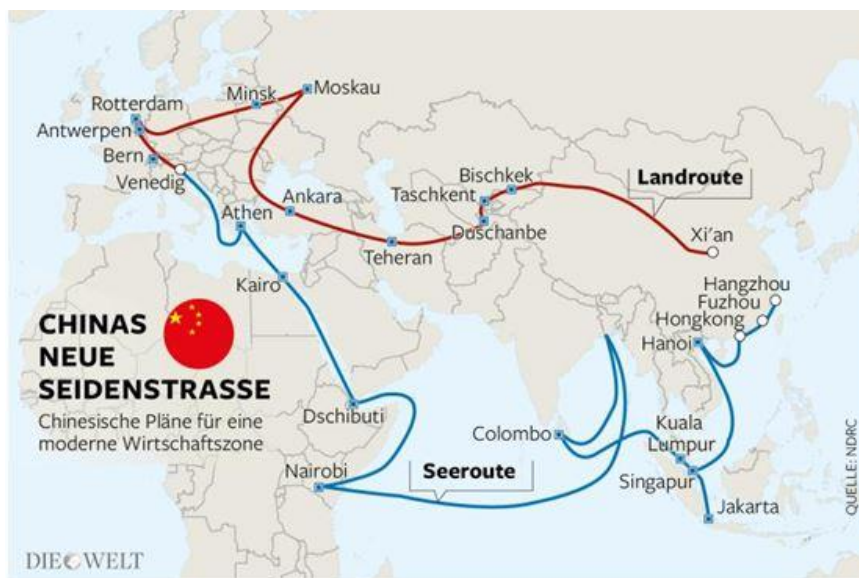 CHINAS
NEUE
SEIDENSTRASSE
Chinesische Pläne für eine
moderne Wirtschaftszone
Rotterdam
Antwerpen
Bern
Venedig
Minsk
Moskau
Athen
Ankara
Teheran
Taschkent
Bischkek
Duschanbe
Landroute
Xi'an
Kairo
Hangzhou
Fuzhou
Hongkong
Hanoi
Dschibuti
Nairobi
Seeroute
Colombo
Kuala
Lumpur
Singapur
Jakarta
QUELLE: NDRC
DIE WELT